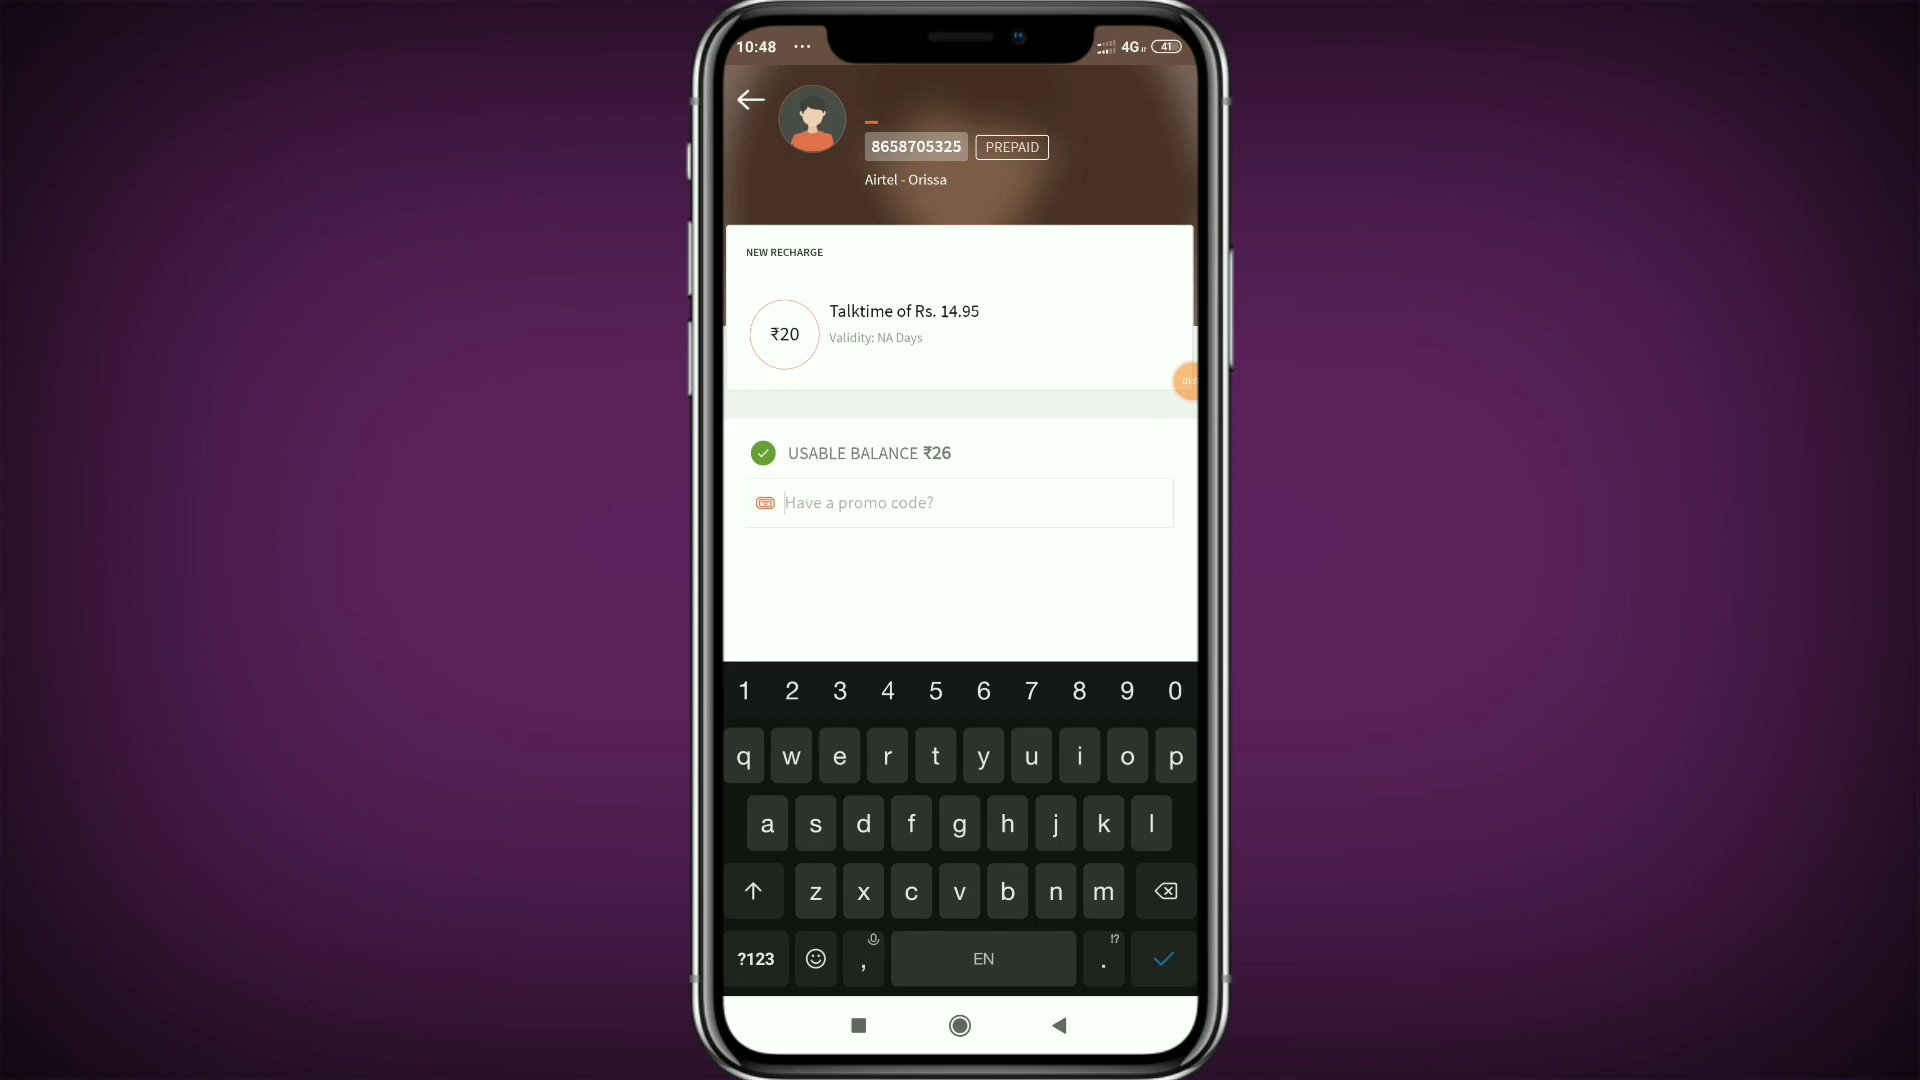 10:48 ... 4G 41
8658705325 PREPAID
Airtel - Orissa
NEW RECHARGE
₹20 Talktime of Rs. 14.95
Validity: NA Days
USABLE BALANCE ₹26
Have a promo code?
1 2 3 4 5 6 7 8 9 0
q w e r t y u i o p
a s d f g h j k l
z x c v b n m
?123 , EN . !?